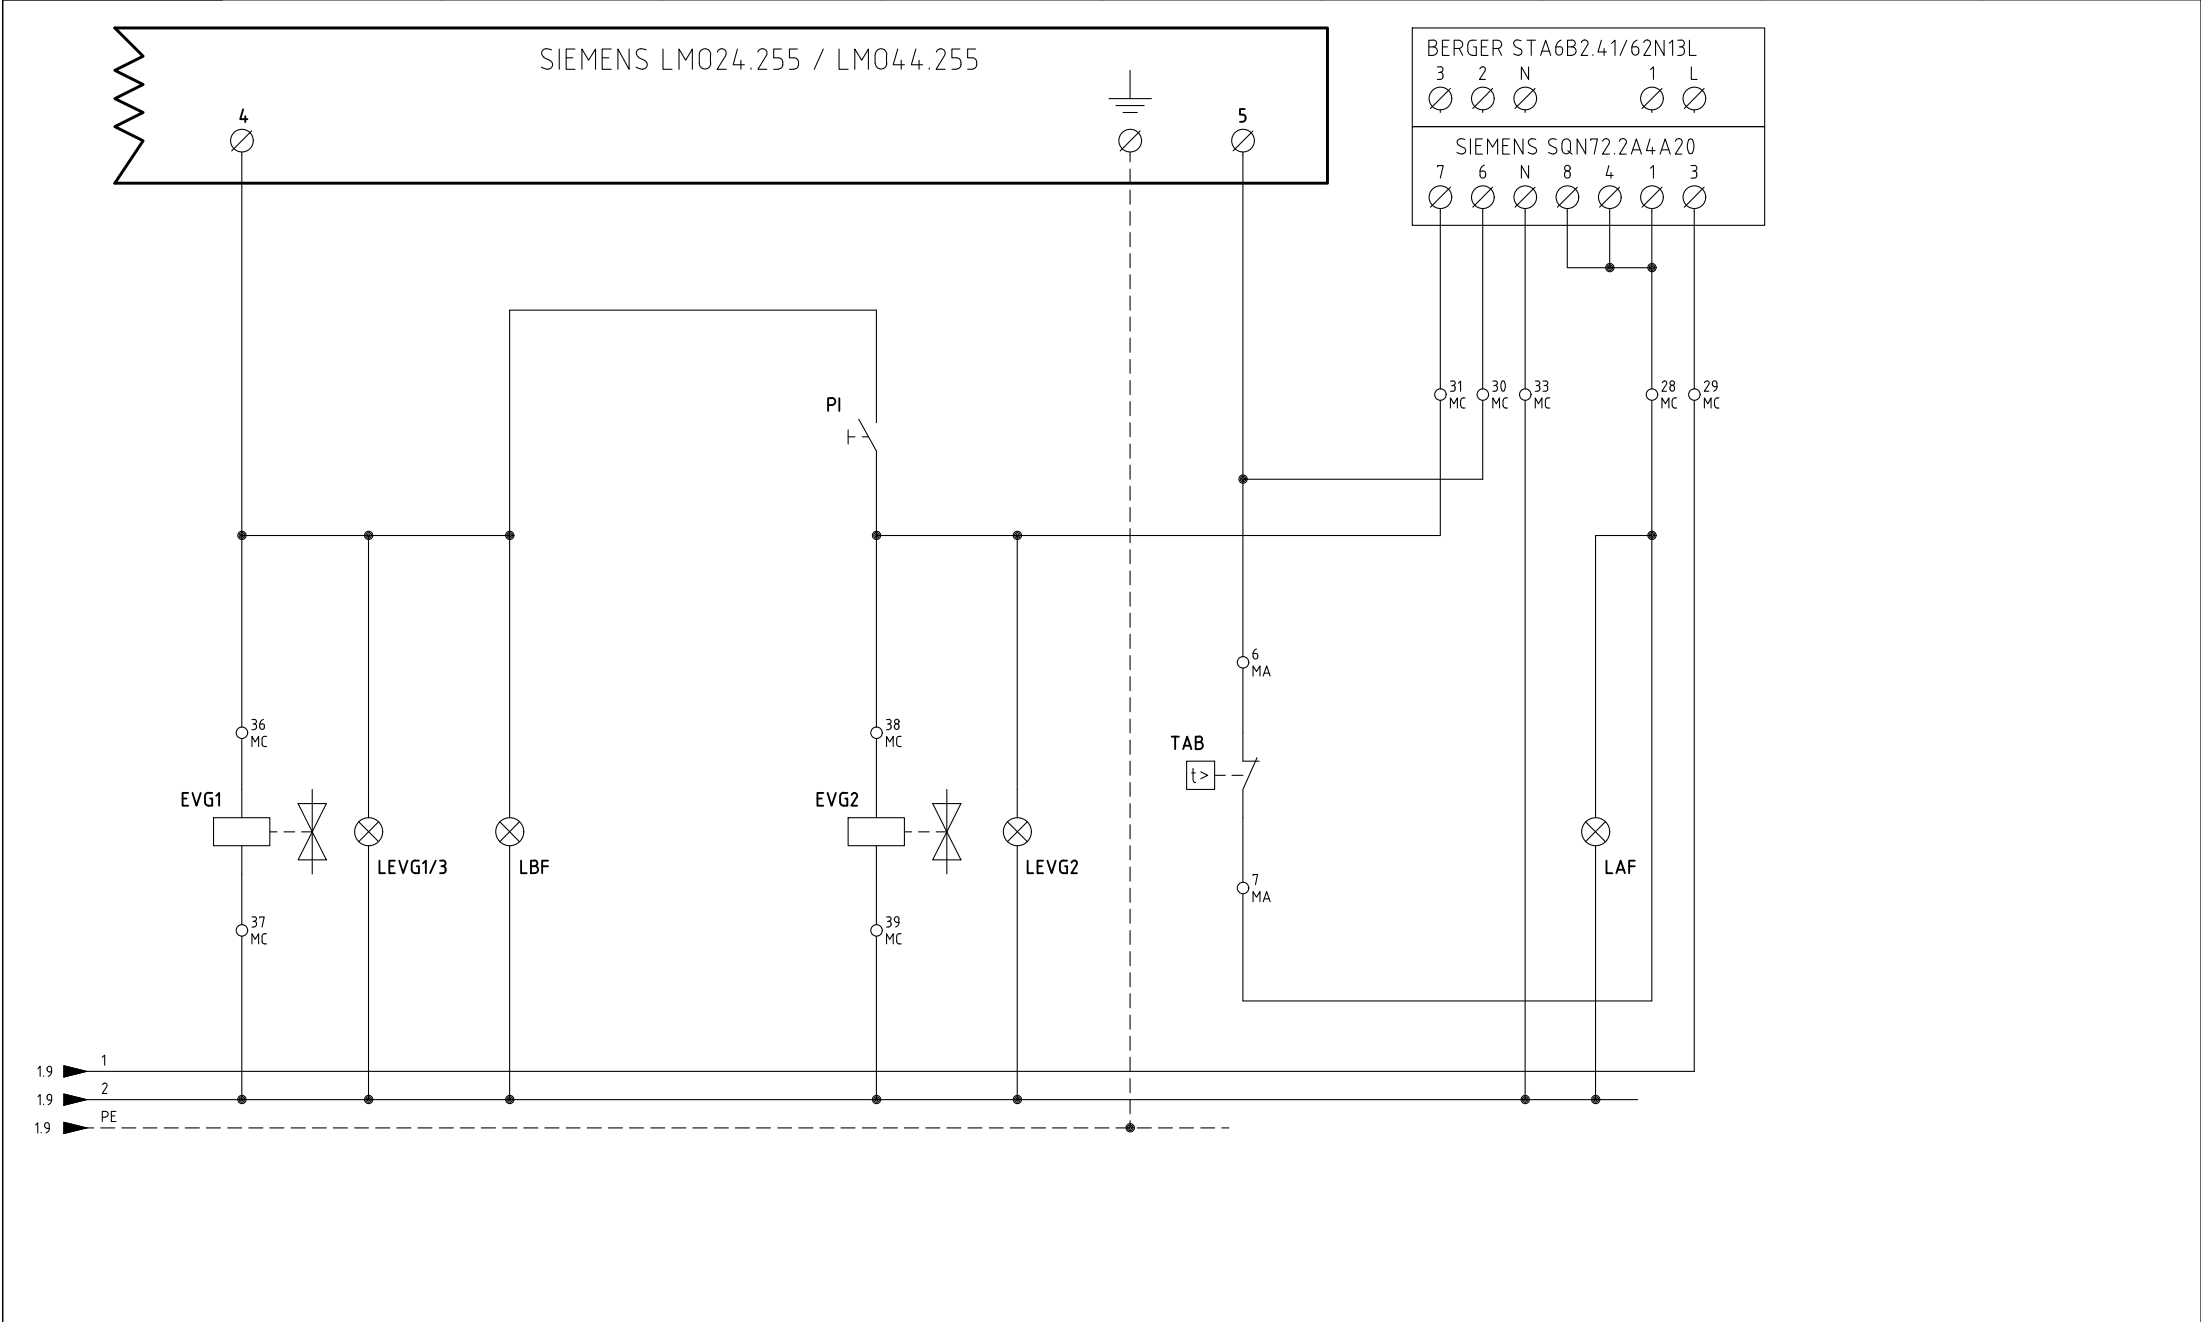 SIEMENS LMO24.255 / LMO44.255
4
5
BERGER STA6B2.41/62N13L
3 2 N 1 L
SIEMENS SQN72.2A4A20
7 6 N 8 4 1 3
PI
31 MC
30 MC
33 MC
28 MC
29 MC
6 MA
36 MC
38 MC
TAB
t>
EVG1
EVG2
LEVG1/3
LBF
LEVG2
LAF
7 MA
37 MC
39 MC
1.9 1
1.9 2
1.9 PE